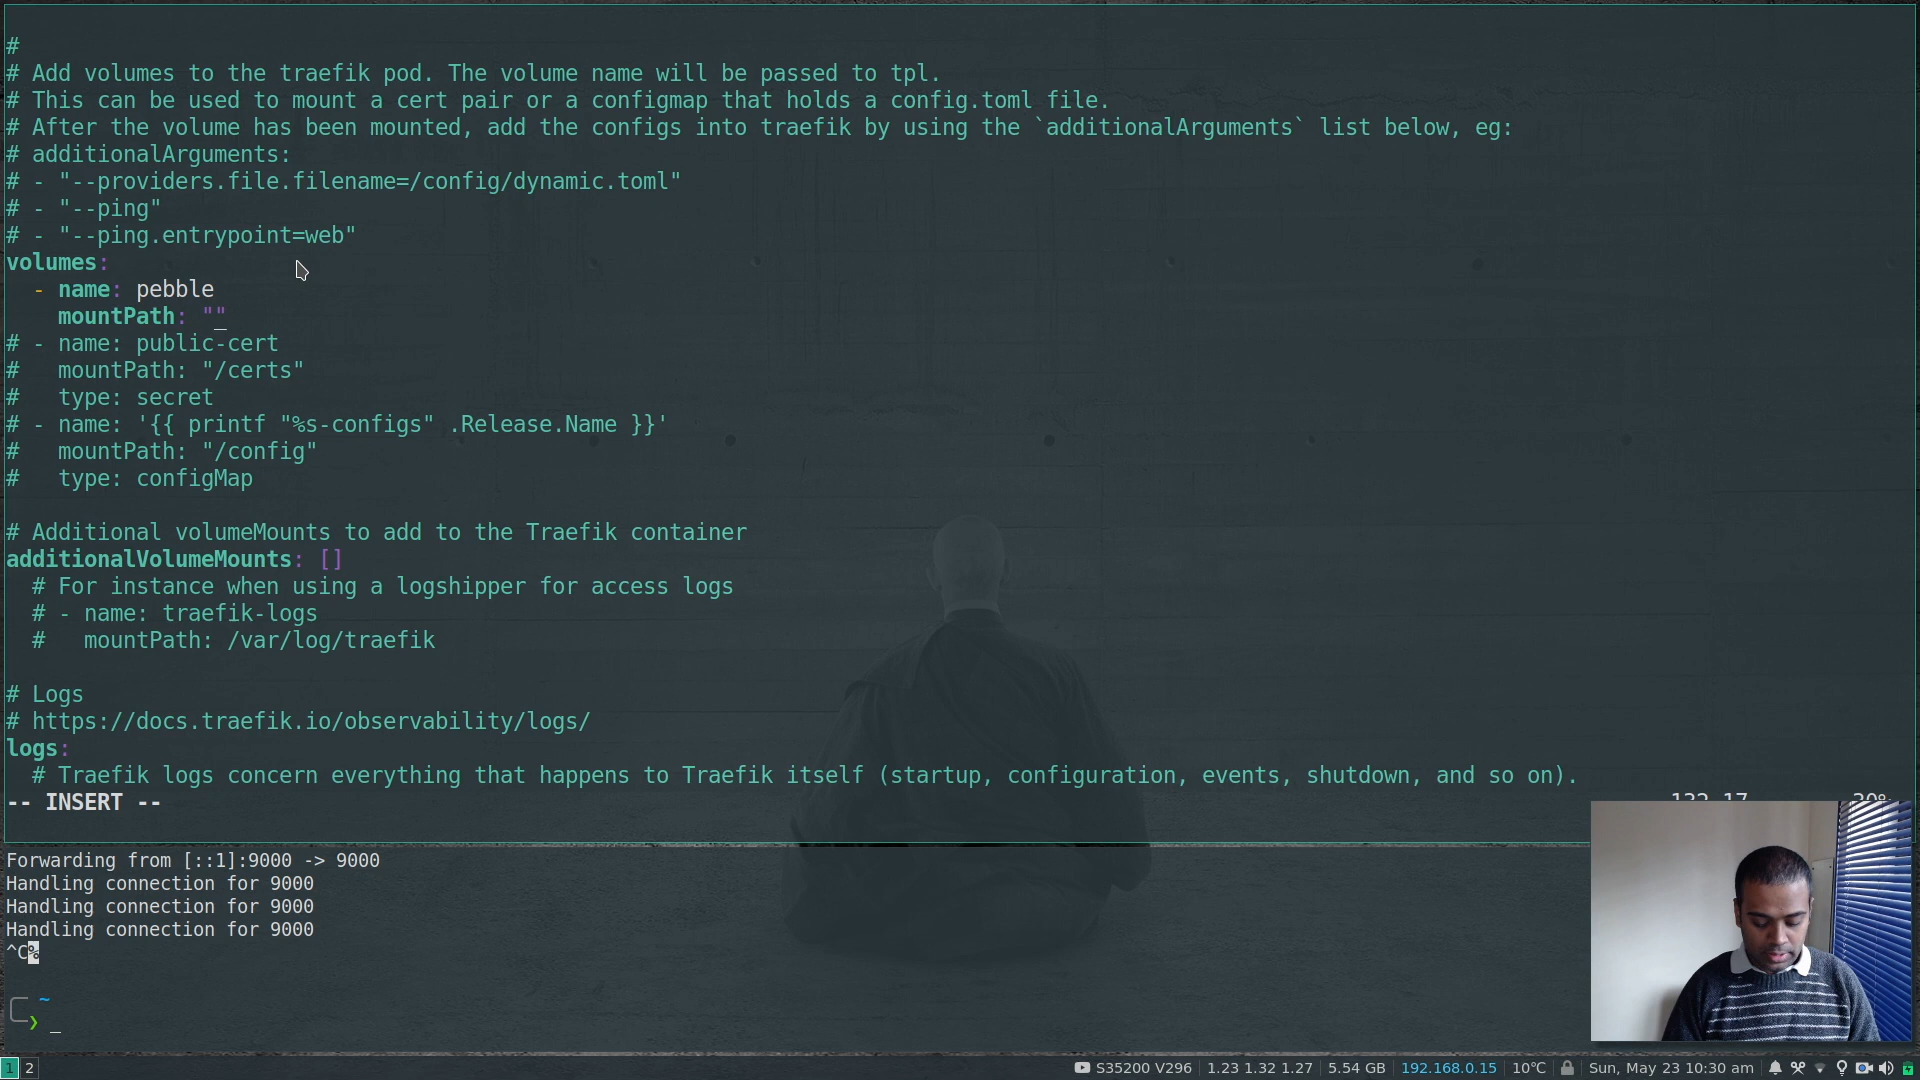 #
# Add volumes to the traefik pod. The volume name will be passed to tpl.
# This can be used to mount a cert pair or a configmap that holds a config.toml file.
# After the volume has been mounted, add the configs into traefik by using the `additionalArguments` list below, eg:
# additionalArguments:
# - "--providers.file.filename=/config/dynamic.toml"
# - "--ping"
# - "--ping.entrypoint=web"
volumes:
  - name: pebble
    mountPath: ""
# - name: public-cert
#   mountPath: "/certs"
#   type: secret
# - name: '{{ printf "%s-configs" .Release.Name }}'
#   mountPath: "/config"
#   type: configMap
# Additional volumeMounts to add to the Traefik container
additionalVolumeMounts: []
  # For instance when using a logshipper for access logs
  # - name: traefik-logs
  #   mountPath: /var/log/traefik
# Logs
# https://docs.traefik.io/observability/logs/
logs:
  # Traefik logs concern everything that happens to Traefik itself (startup, configuration, events, shutdown, and so on).
-- INSERT --
Forwarding from [::1]:9000 -> 9000
Handling connection for 9000
Handling connection for 9000
Handling connection for 9000
^C%
~
❯ _
1 2 S35200 V296 1.23 1.32 1.27 5.54 GB 192.168.0.15 10°C Sun, May 23 10:30 am